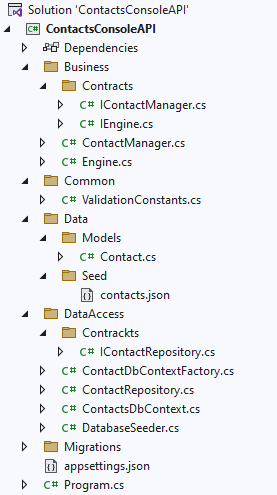 Solution 'ContactsConsoleAPI'
C# ContactsConsoleAPI
Dependencies
Business
Contracts
C# IContactManager.cs
C# IEngine.cs
C# ContactManager.cs
C# Engine.cs
Common
C# ValidationConstants.cs
Data
Models
C# Contact.cs
Seed
contacts.json
DataAccess
Contrackts
C# IContactRepository.cs
C# ContactDbContextFactory.cs
C# ContactRepository.cs
C# ContactsDbContext.cs
C# DatabaseSeeder.cs
Migrations
appsettings.json
C# Program.cs